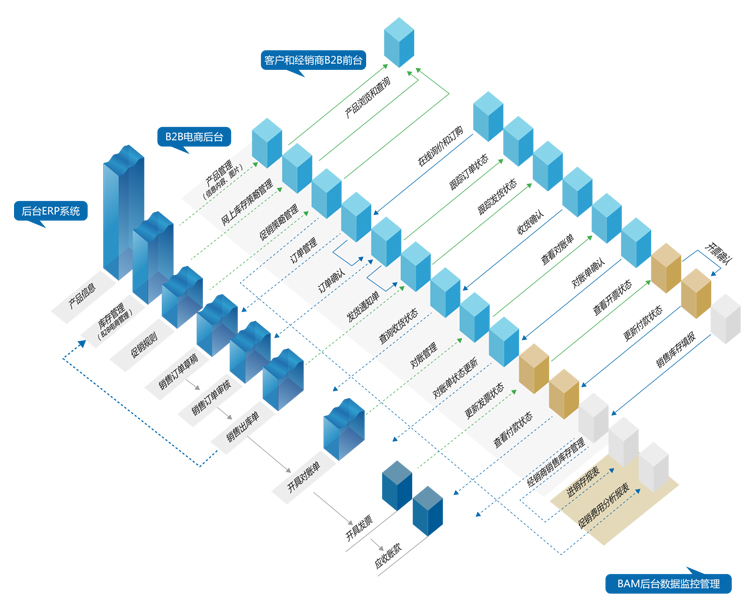 客户和经销商B2B前台
产品浏览和查询
在线询价和订购
跟踪订单状态
跟踪发货状态
收货确认
查看对账单
对账单确认
查看开票状态
开票确认
更新付款状态
销售库存填报
B2B电商后台
产品管理
(信息内容、图片)
网上库存策略管理
促销策略管理
订单管理
订单确认
发货通知单
查询收货状态
对账管理
对账单状态更新
更新发票状态
查看付款状态
经销商销售库存管理
进销存报表
促销费用分析报表
后台ERP系统
产品信息
库存管理
(B2B电商管理)
促销规则
销售订单草稿
销售订单审核
销售出库单
开具对账单
开具发票
应收账款
BAM后台数据监控管理